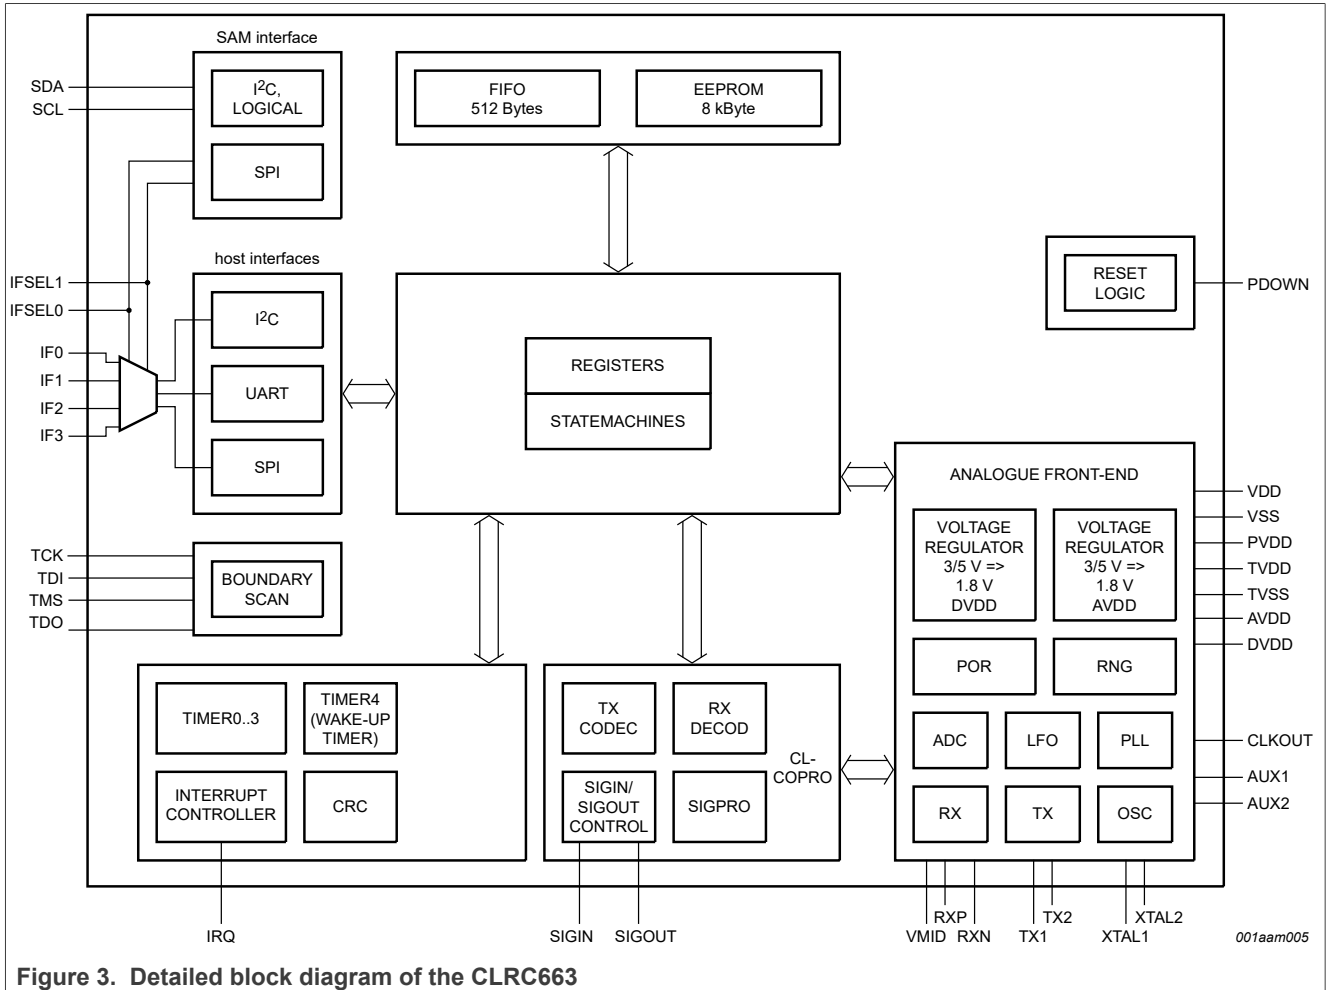 SAM interface
SDA
SCL
I2C,
LOGICAL
SPI
FIFO
512 Bytes
EEPROM
8 kByte
host interfaces
IFSEL1
IFSEL0
IF0
IF1
IF2
IF3
I2C
UART
SPI
REGISTERS
STATEMACHINES
RESET
LOGIC
PDOWN
TCK
TDI
TMS
TDO
BOUNDARY
SCAN
ANALOGUE FRONT-END
VOLTAGE
REGULATOR
3/5 V =>
1.8 V
DVDD
VOLTAGE
REGULATOR
3/5 V =>
1.8 V
AVDD
POR
RNG
ADC
LFO
PLL
RX
TX
OSC
VDD
VSS
PVDD
TVDD
TVSS
AVDD
DVDD
CLKOUT
AUX1
AUX2
TIMER0..3
TIMER4
(WAKE-UP
TIMER)
INTERRUPT
CONTROLLER
CRC
TX
CODEC
RX
DECOD
SIGIN/
SIGOUT
CONTROL
SIGPRO
CL-
COPRO
IRQ
SIGIN
SIGOUT
VMID
RXP
RXN
TX1
TX2
XTAL1
XTAL2
001aam005
Figure 3. Detailed block diagram of the CLRC663